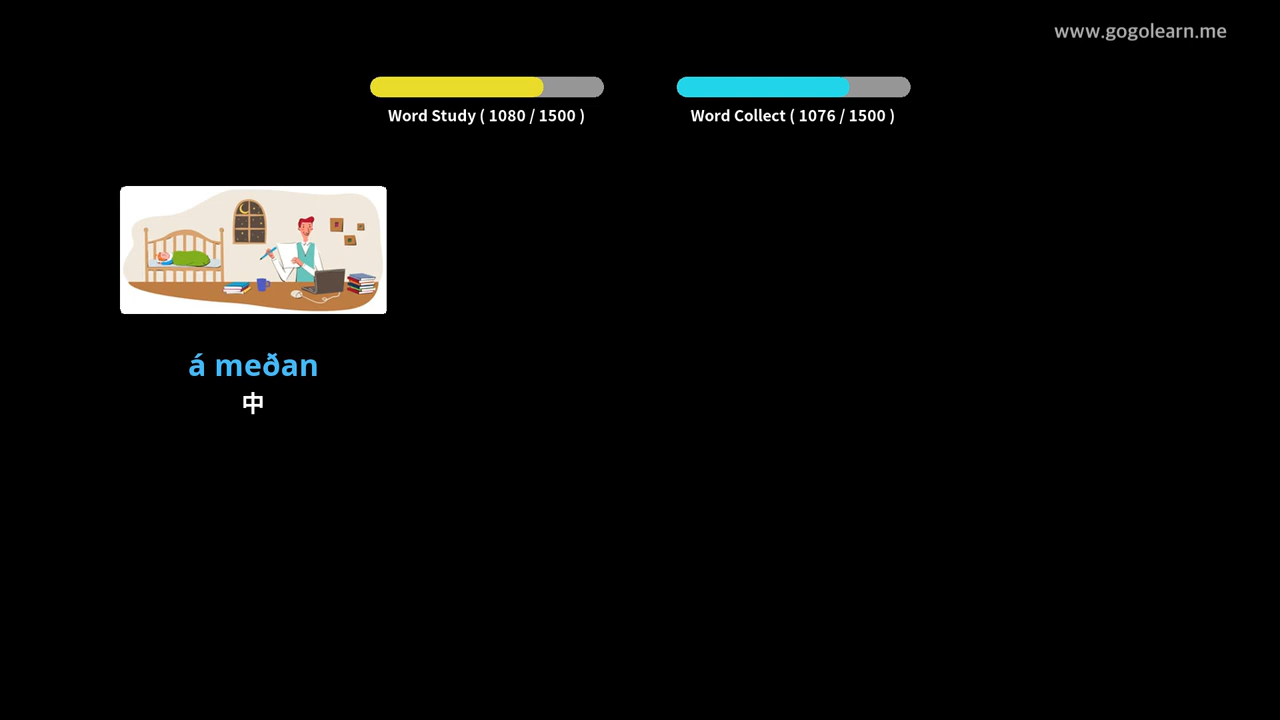 www.gogolearn.me
Word Study ( 1080 / 1500 )
Word Collect ( 1076 / 1500 )
á meðan
中